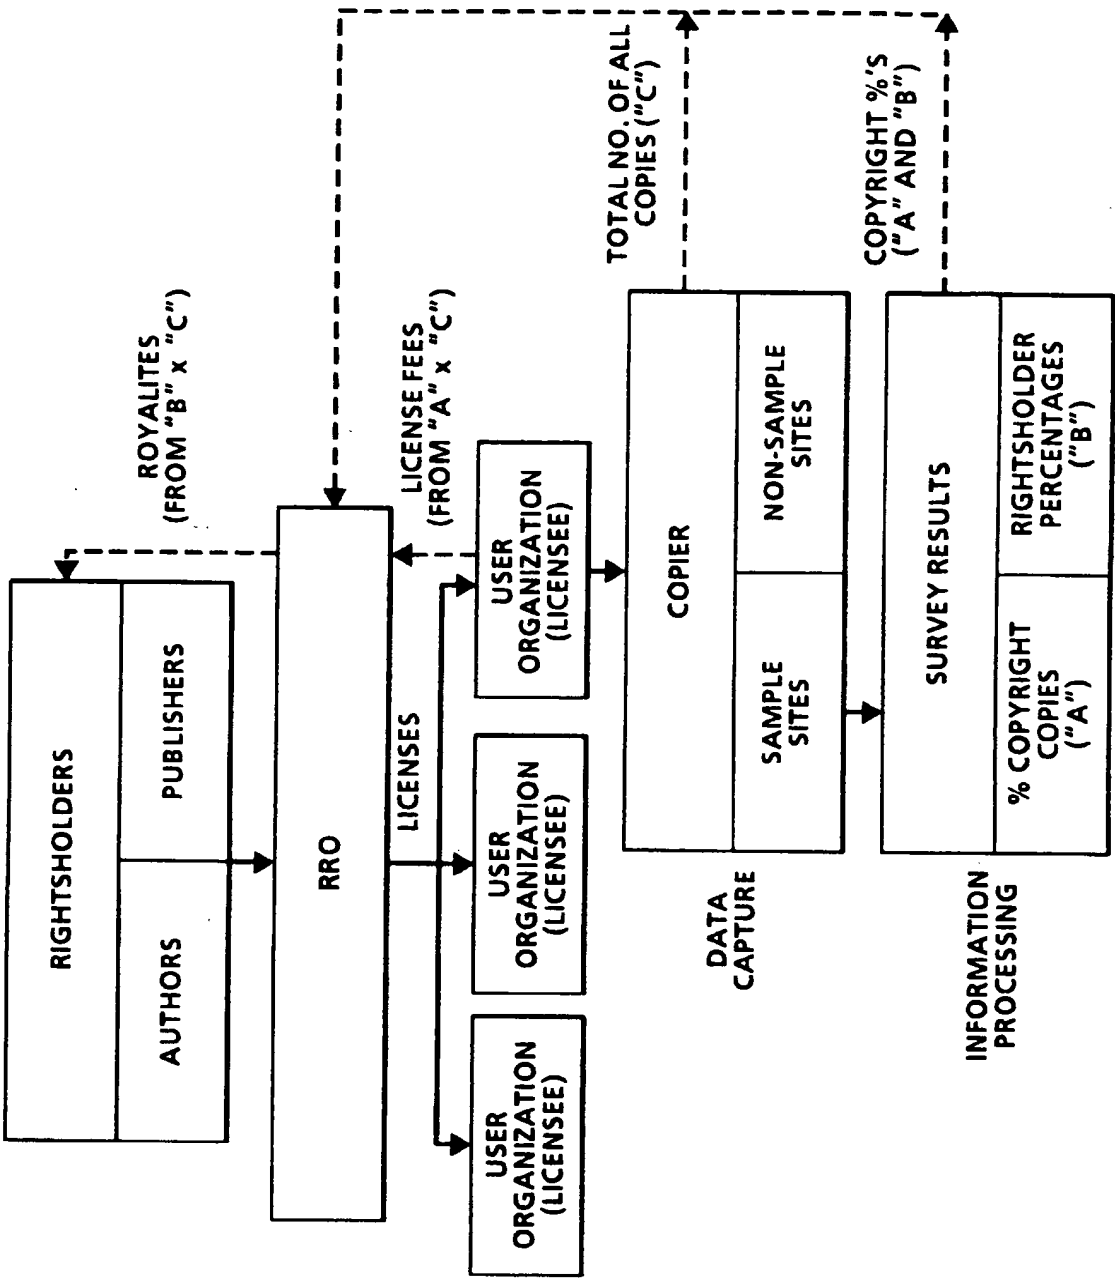 RIGHTSHOLDERS
AUTHORS
PUBLISHERS
ROYALITES
(FROM "B" x "C")
RRO
LICENSES
LICENSE FEES
(FROM "A" x "C")
USER
ORGANIZATION
(LICENSEE)
USER
ORGANIZATION
(LICENSEE)
USER
ORGANIZATION
(LICENSEE)
DATA
CAPTURE
COPIER
SAMPLE
SITES
NON-SAMPLE
SITES
TOTAL NO. OF ALL
COPIES ("C")
INFORMATION
PROCESSING
SURVEY RESULTS
% COPYRIGHT
COPIES
("A")
RIGHTSHOLDER
PERCENTAGES
("B")
COPYRIGHT %'S
("A" AND "B")